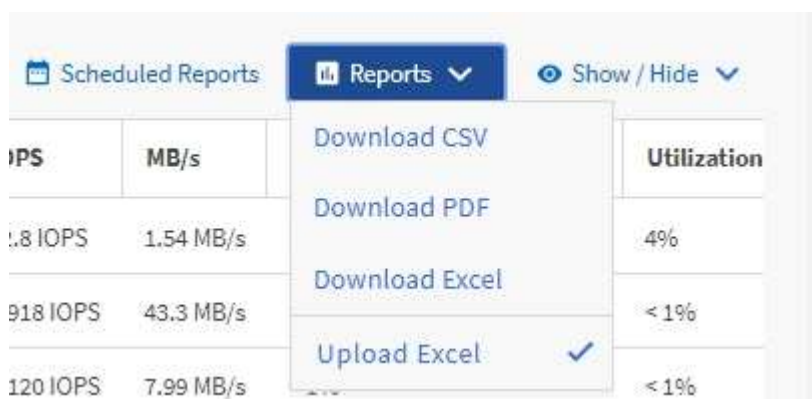 Scheduled Reports
Reports
Show / Hide
MB/s
Utilization
Download CSV
Download PDF
Download Excel
Upload Excel
IOPS
1.54 MB/s
4%
918 IOPS
43.3 MB/s
< 1%
120 IOPS
7.99 MB/s
< 1%